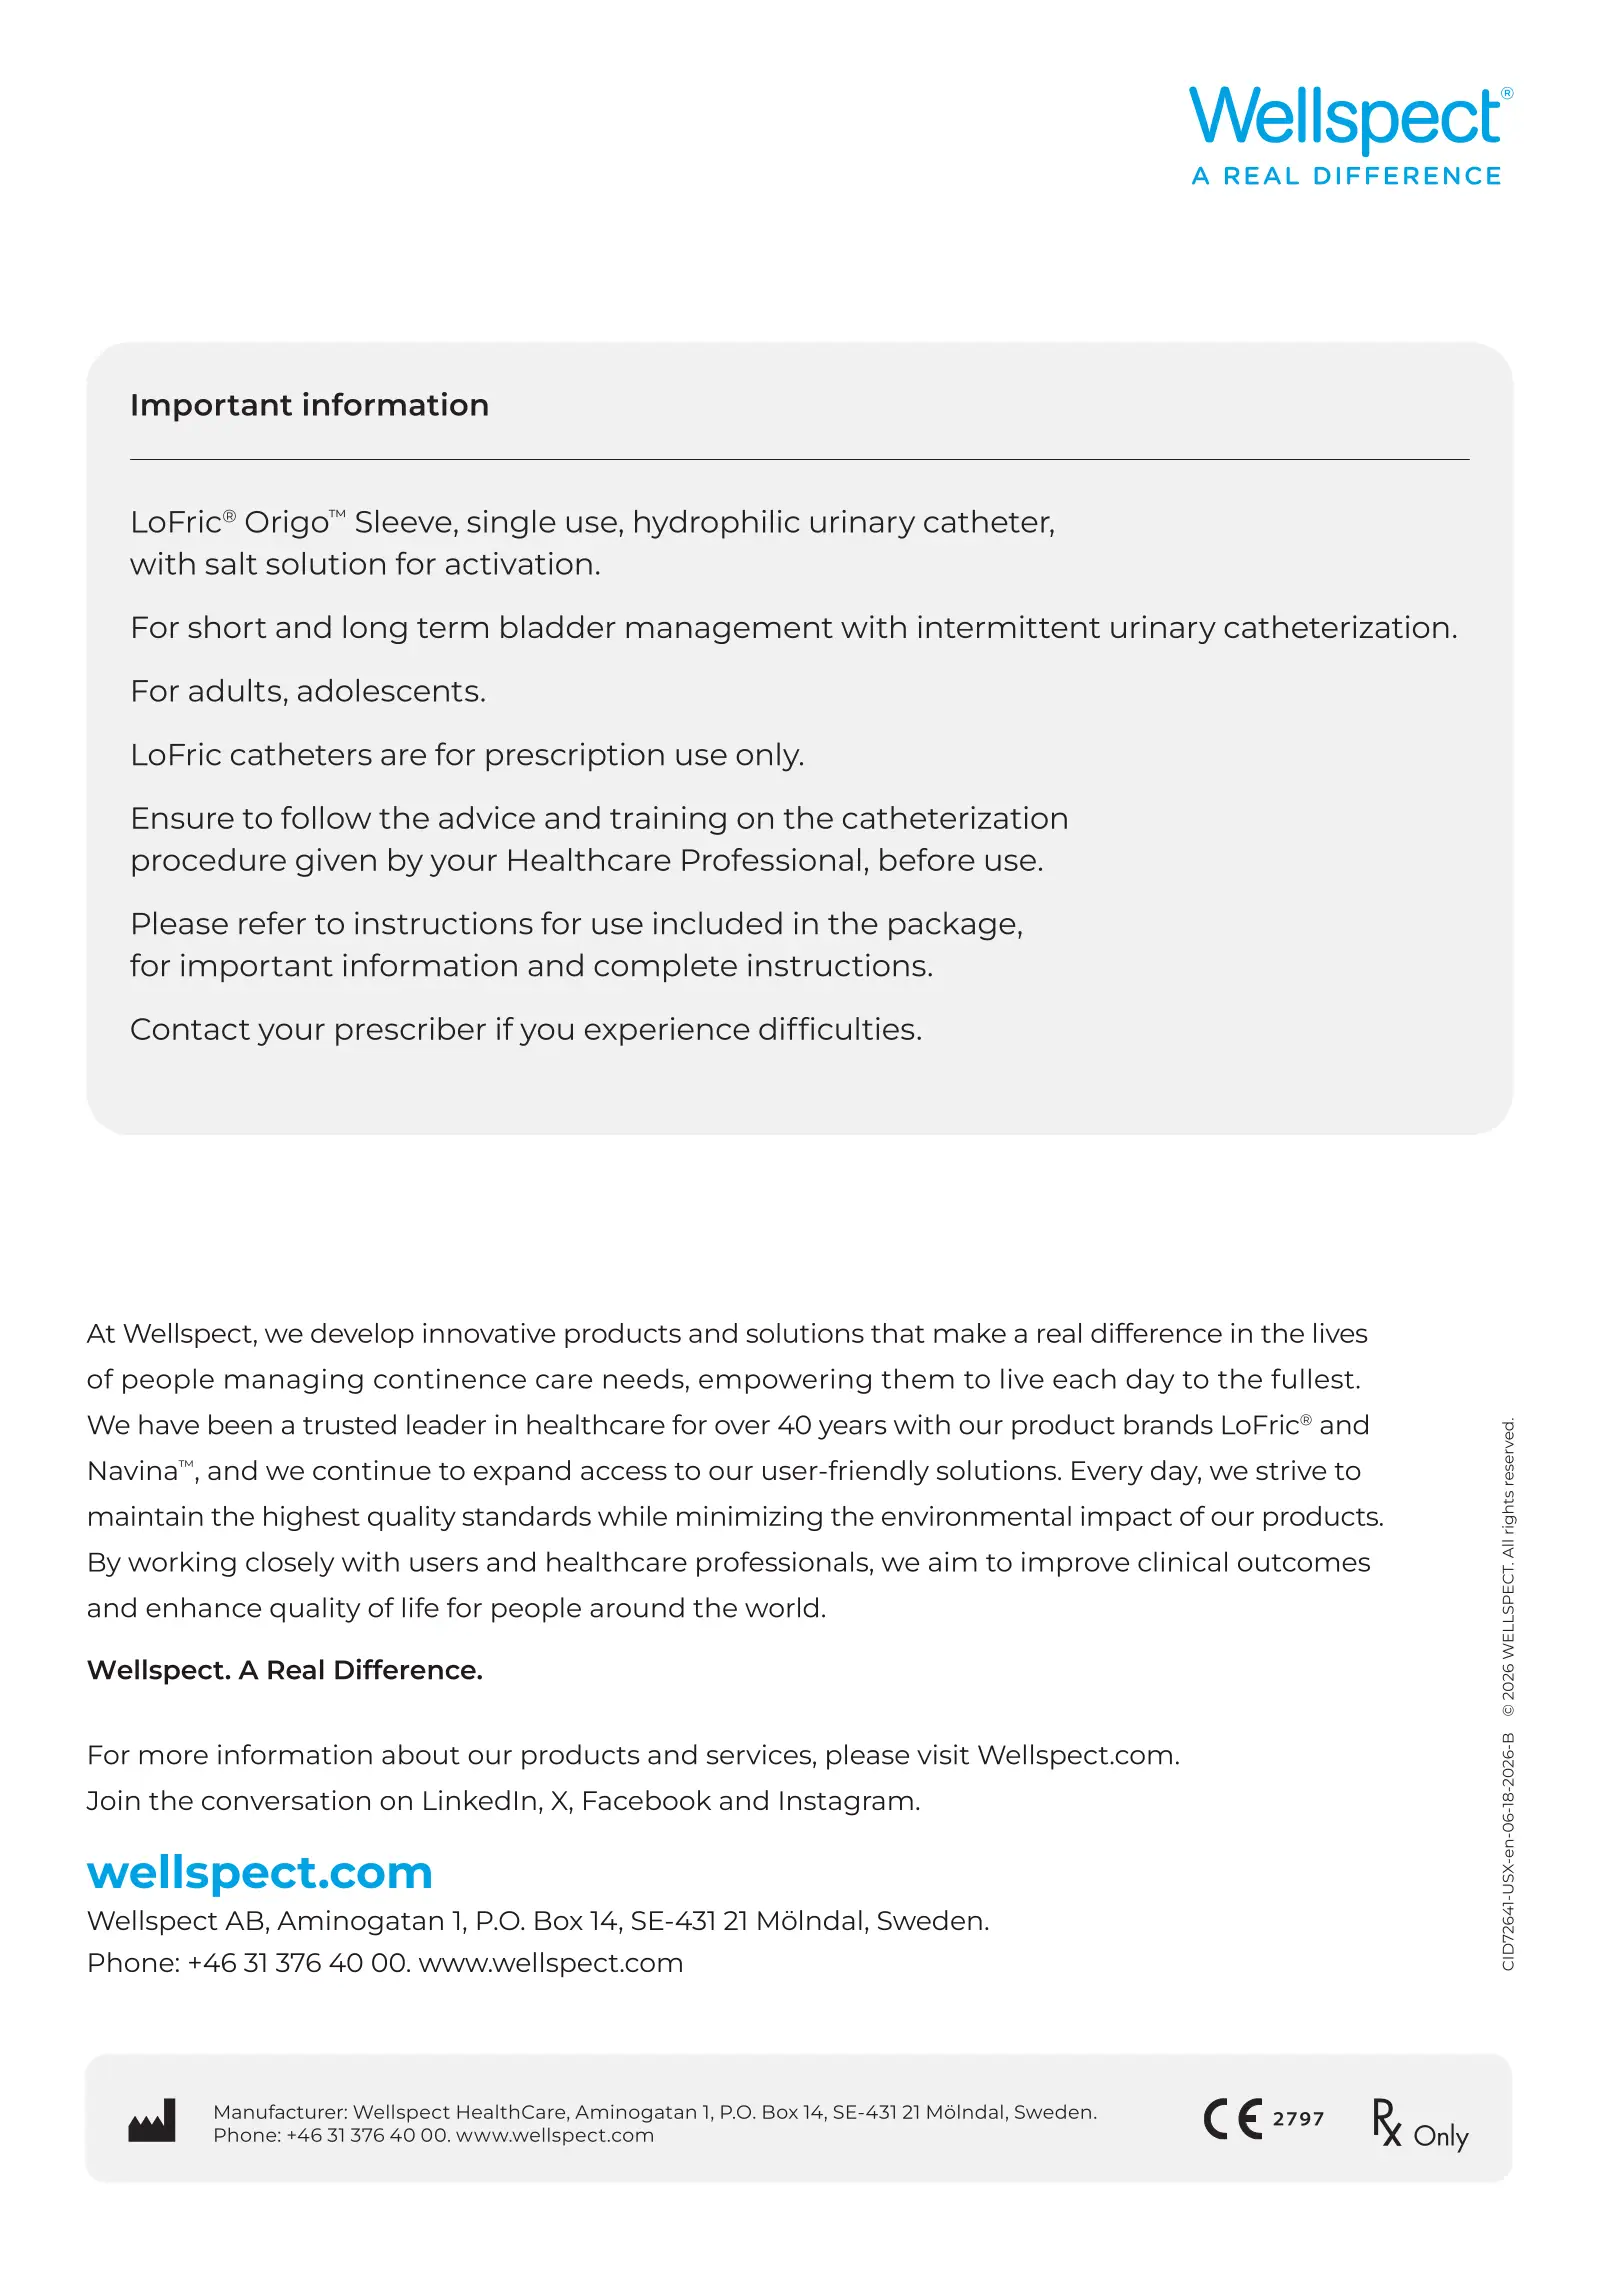 Wellspect®
A REAL DIFFERENCE
Important information
LoFric® Origo™ Sleeve, single use, hydrophilic urinary catheter,
with salt solution for activation.
For short and long term bladder management with intermittent urinary catheterization.
For adults, adolescents.
LoFric catheters are for prescription use only.
Ensure to follow the advice and training on the catheterization
procedure given by your Healthcare Professional, before use.
Please refer to instructions for use included in the package,
for important information and complete instructions.
Contact your prescriber if you experience difficulties.
At Wellspect, we develop innovative products and solutions that make a real difference in the lives
of people managing continence care needs, empowering them to live each day to the fullest.
We have been a trusted leader in healthcare for over 40 years with our product brands LoFric® and
Navina™, and we continue to expand access to our user-friendly solutions. Every day, we strive to
maintain the highest quality standards while minimizing the environmental impact of our products.
By working closely with users and healthcare professionals, we aim to improve clinical outcomes
and enhance quality of life for people around the world.
Wellspect. A Real Difference.
For more information about our products and services, please visit Wellspect.com.
Join the conversation on LinkedIn, X, Facebook and Instagram.
wellspect.com
Wellspect AB, Aminogatan 1, P.O. Box 14, SE-431 21 Mölndal, Sweden.
Phone: +46 31 376 40 00. www.wellspect.com
CID72641-USX-en-06-18-2026-B © 2026 WELLSPECT. All rights reserved.
Manufacturer: Wellspect HealthCare, Aminogatan 1, P.O. Box 14, SE-431 21 Mölndal, Sweden.
Phone: +46 31 376 40 00. www.wellspect.com
CE 2797
Rx Only